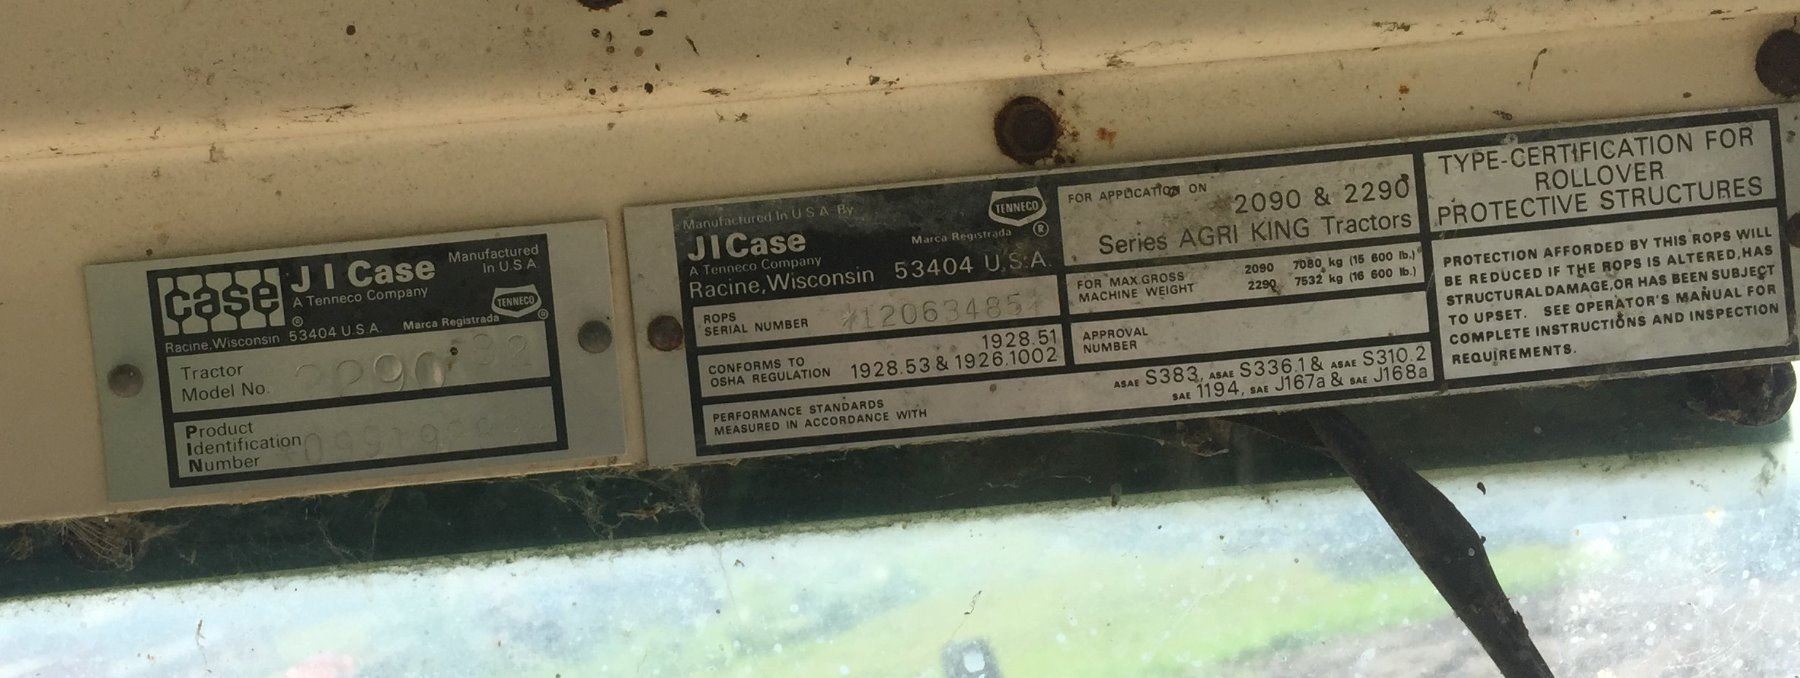 case
J I Case
Manufactured
In U S A
A Tenneco Company
TENNECO
®
Racine, Wisconsin 53404 U.S.A. Marca Registrada ®
Tractor
Model No.
Product
Identification
Number
Manufactured In U S A By
J I Case
A Tenneco Company
Racine, Wisconsin 53404 U.S.A.
TENNECO
Marca Registrada ®
ROPS
SERIAL NUMBER
CONFORMS TO
OSHA REGULATION
1928.51
1928.53 & 1926.1002
PERFORMANCE STANDARDS
MEASURED IN ACCORDANCE WITH
ASAE S383, ASAE S336.1 & ASAE S310.2
SAE 1194, SAE J167a & SAE J168a
FOR APPLICATION ON
2090 & 2290
Series AGRI KING Tractors
FOR MAX.GROSS
MACHINE WEIGHT
2090 7080 kg (15 600 lb.)
2290 7532 kg (16 600 lb.)
APPROVAL
NUMBER
TYPE-CERTIFICATION FOR
ROLLOVER
PROTECTIVE STRUCTURES
PROTECTION AFFORDED BY THIS ROPS WILL
BE REDUCED IF THE ROPS IS ALTERED, HAS
STRUCTURAL DAMAGE, OR HAS BEEN SUBJECT
TO UPSET. SEE OPERATOR'S MANUAL FOR
COMPLETE INSTRUCTIONS AND INSPECTION
REQUIREMENTS.